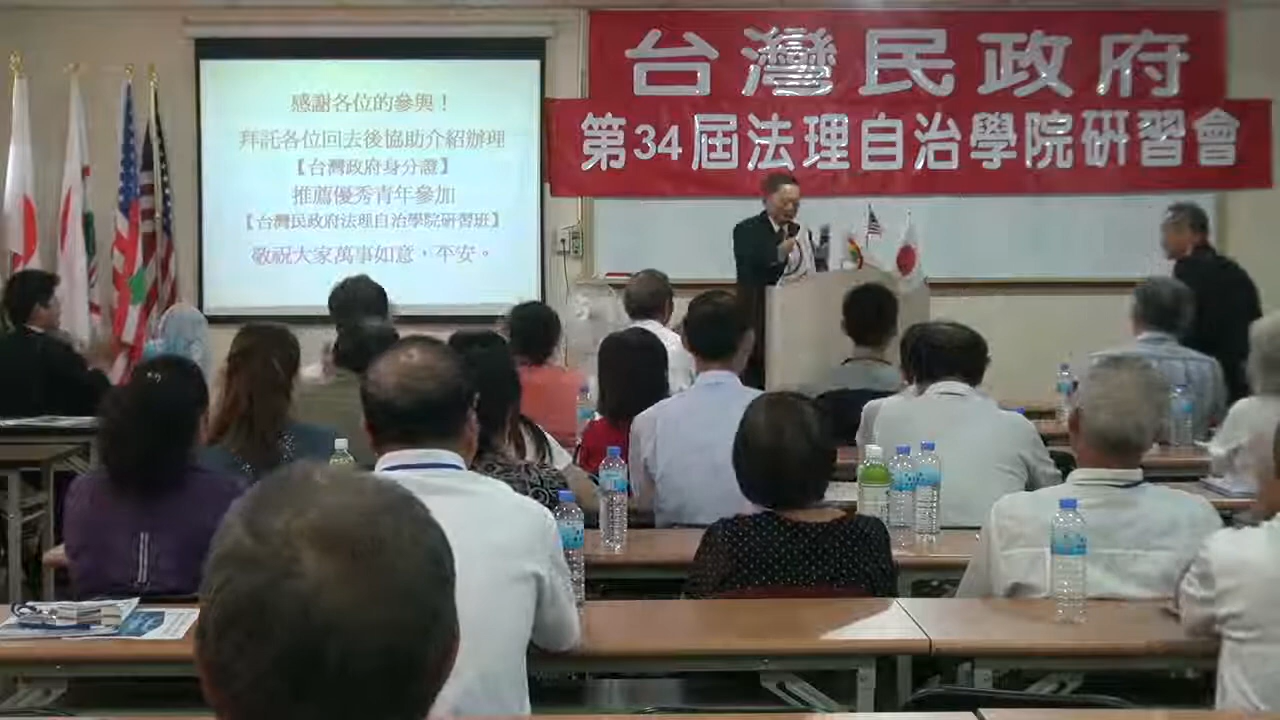 感謝各位的參與！
拜託各位回去後協助介紹辦理
【台灣政府身分證】
推薦優秀青年參加
【台灣民政府法理自治學院研習班】
敬祝大家萬事如意，平安。
台灣民政府
第34屆法理自治學院研習會